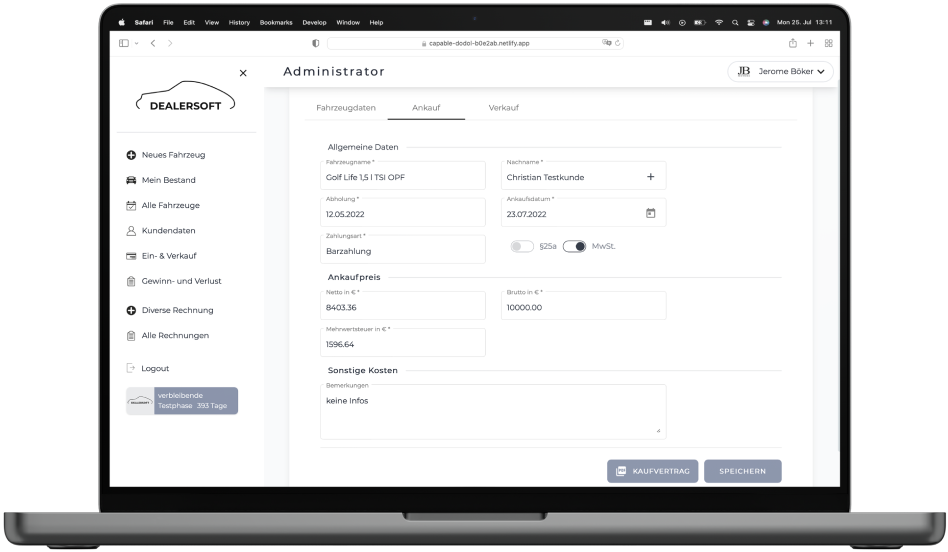 Safari File Edit View History Bookmarks Develop Window Help
Mon 25. Jul 13:11
capable-dodol-b0e2ab.netlify.app
Administrator
JB Jerome Böker
DEALERSOFT
Neues Fahrzeug
Mein Bestand
Alle Fahrzeuge
Kundendaten
Ein- & Verkauf
Gewinn- und Verlust
Diverse Rechnung
Alle Rechnungen
Logout
DEALERSOFT
verbleibende
Testphase 393 Tage
Fahrzeugdaten Ankauf Verkauf
Allgemeine Daten
Fahrzeugname * Nachname *
Golf Life 1,5 l TSI OPF Christian Testkunde +
Abholung * Ankaufsdatum *
12.05.2022 23.07.2022
Zahlungsart *
Barzahlung §25a MwSt.
Ankaufpreis
Netto in € * Brutto in € *
8403.36 10000.00
Mehrwertsteuer in € *
1596.64
Sonstige Kosten
Bemerkungen
keine Infos
KAUFVERTRAG SPEICHERN